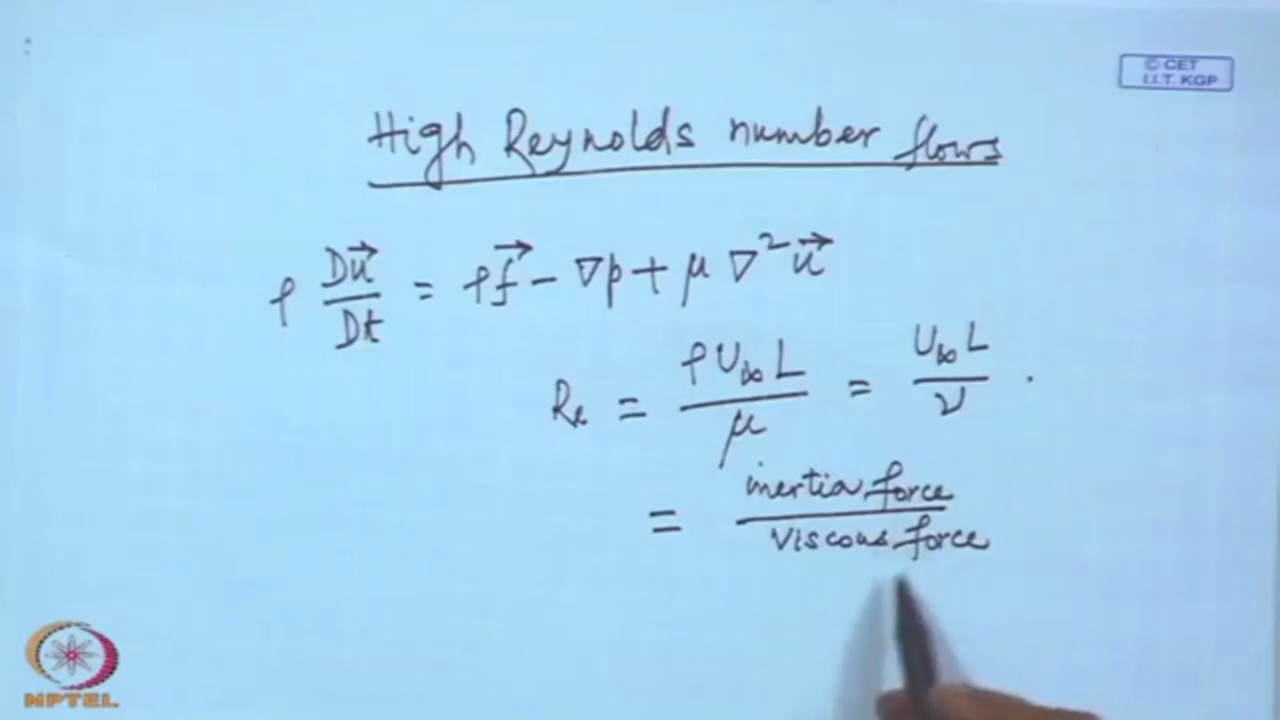 © CET
I.I.T. KGP
High Reynolds number flows
ρ Du⃗/Dt = ρf⃗ - ∇p + μ ∇²u⃗
Re = ρU∞L/μ = U∞L/ν .
= inertia force/viscous force
NPTEL